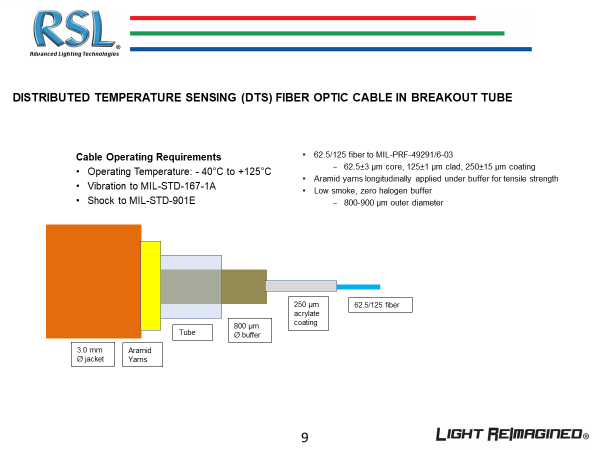 RSL®
Advanced Lighting Technologies
DISTRIBUTED TEMPERATURE SENSING (DTS) FIBER OPTIC CABLE IN BREAKOUT TUBE
Cable Operating Requirements
• Operating Temperature: - 40°C to +125°C
• Vibration to MIL-STD-167-1A
• Shock to MIL-STD-901E
• 62.5/125 fiber to MIL-PRF-49291/6-03
– 62.5±3 µm core, 125±1 µm clad, 250±15 µm coating
• Aramid yarns longitudinally applied under buffer for tensile strength
• Low smoke, zero halogen buffer
– 800-900 µm outer diameter
3.0 mm
Ø jacket
Aramid
Yarns
Tube
800 µm
Ø buffer
250 µm
acrylate
coating
62.5/125 fiber
9
LIGHT REIMAGINED®